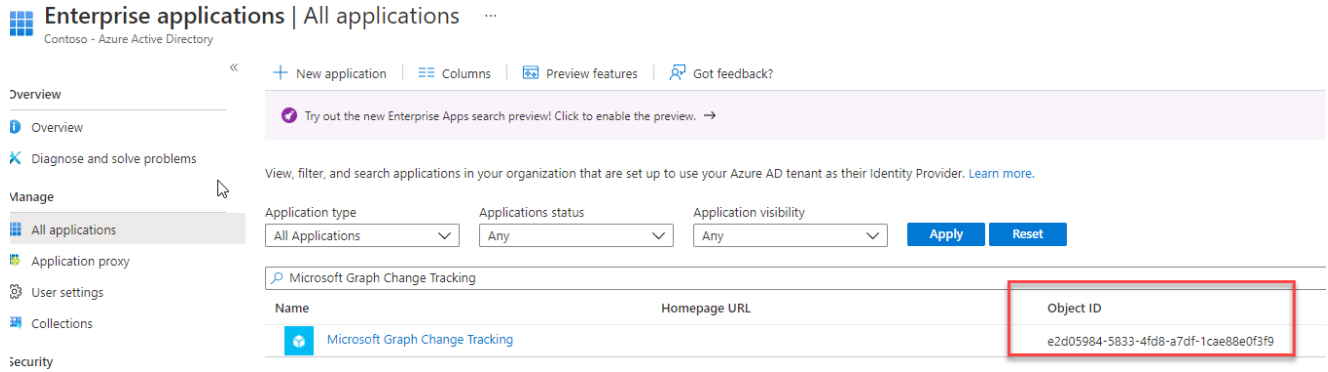 Enterprise applications | All applications ...
Contoso - Azure Active Directory
«
+ New application
Columns
Preview features
Got feedback?
Overview
Overview
Diagnose and solve problems
Manage
All applications
Application proxy
User settings
Collections
Security
Try out the new Enterprise Apps search preview! Click to enable the preview. →
View, filter, and search applications in your organization that are set up to use your Azure AD tenant as their Identity Provider. Learn more.
Application type
Applications status
Application visibility
All Applications
Any
Any
Apply
Reset
Microsoft Graph Change Tracking
Name
Homepage URL
Object ID
Microsoft Graph Change Tracking
e2d05984-5833-4fd8-a7df-1cae88e0f3f9